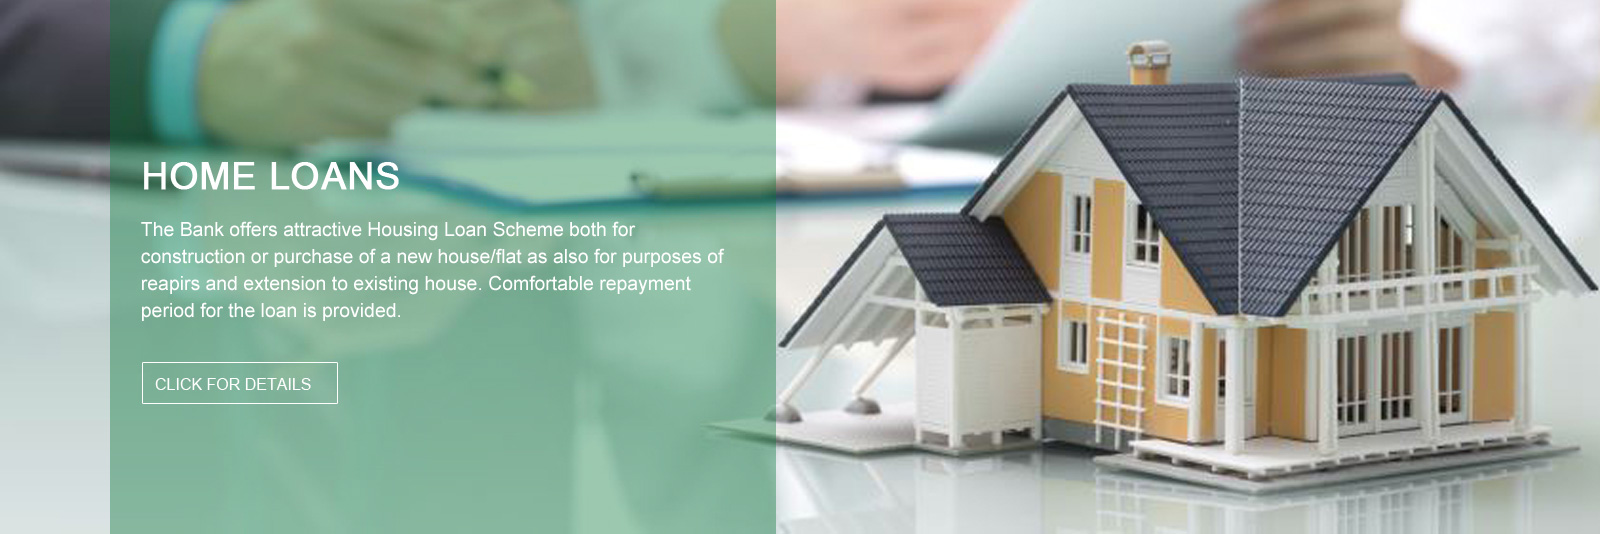 HOME LOANS
The Bank offers attractive Housing Loan Scheme both for
construction or purchase of a new house/flat as also for purposes of
reapirs and extension to existing house. Comfortable repayment
period for the loan is provided.
CLICK FOR DETAILS